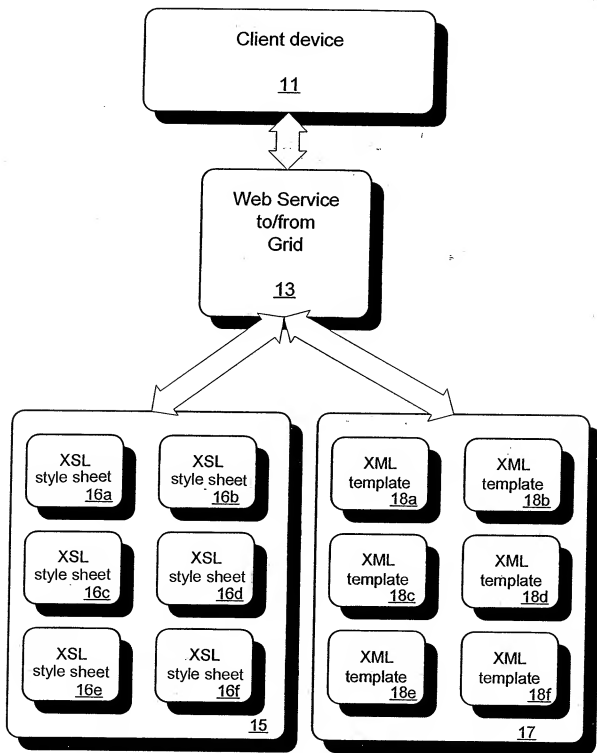 Client device
11
Web Service
to/from
Grid
13
XSL
style sheet
16a
XSL
style sheet
16b
XSL
style sheet
16c
XSL
style sheet
16d
XSL
style sheet
16e
XSL
style sheet
16f
15
XML
template
18a
XML
template
18b
XML
template
18c
XML
template
18d
XML
template
18e
XML
template
18f
17